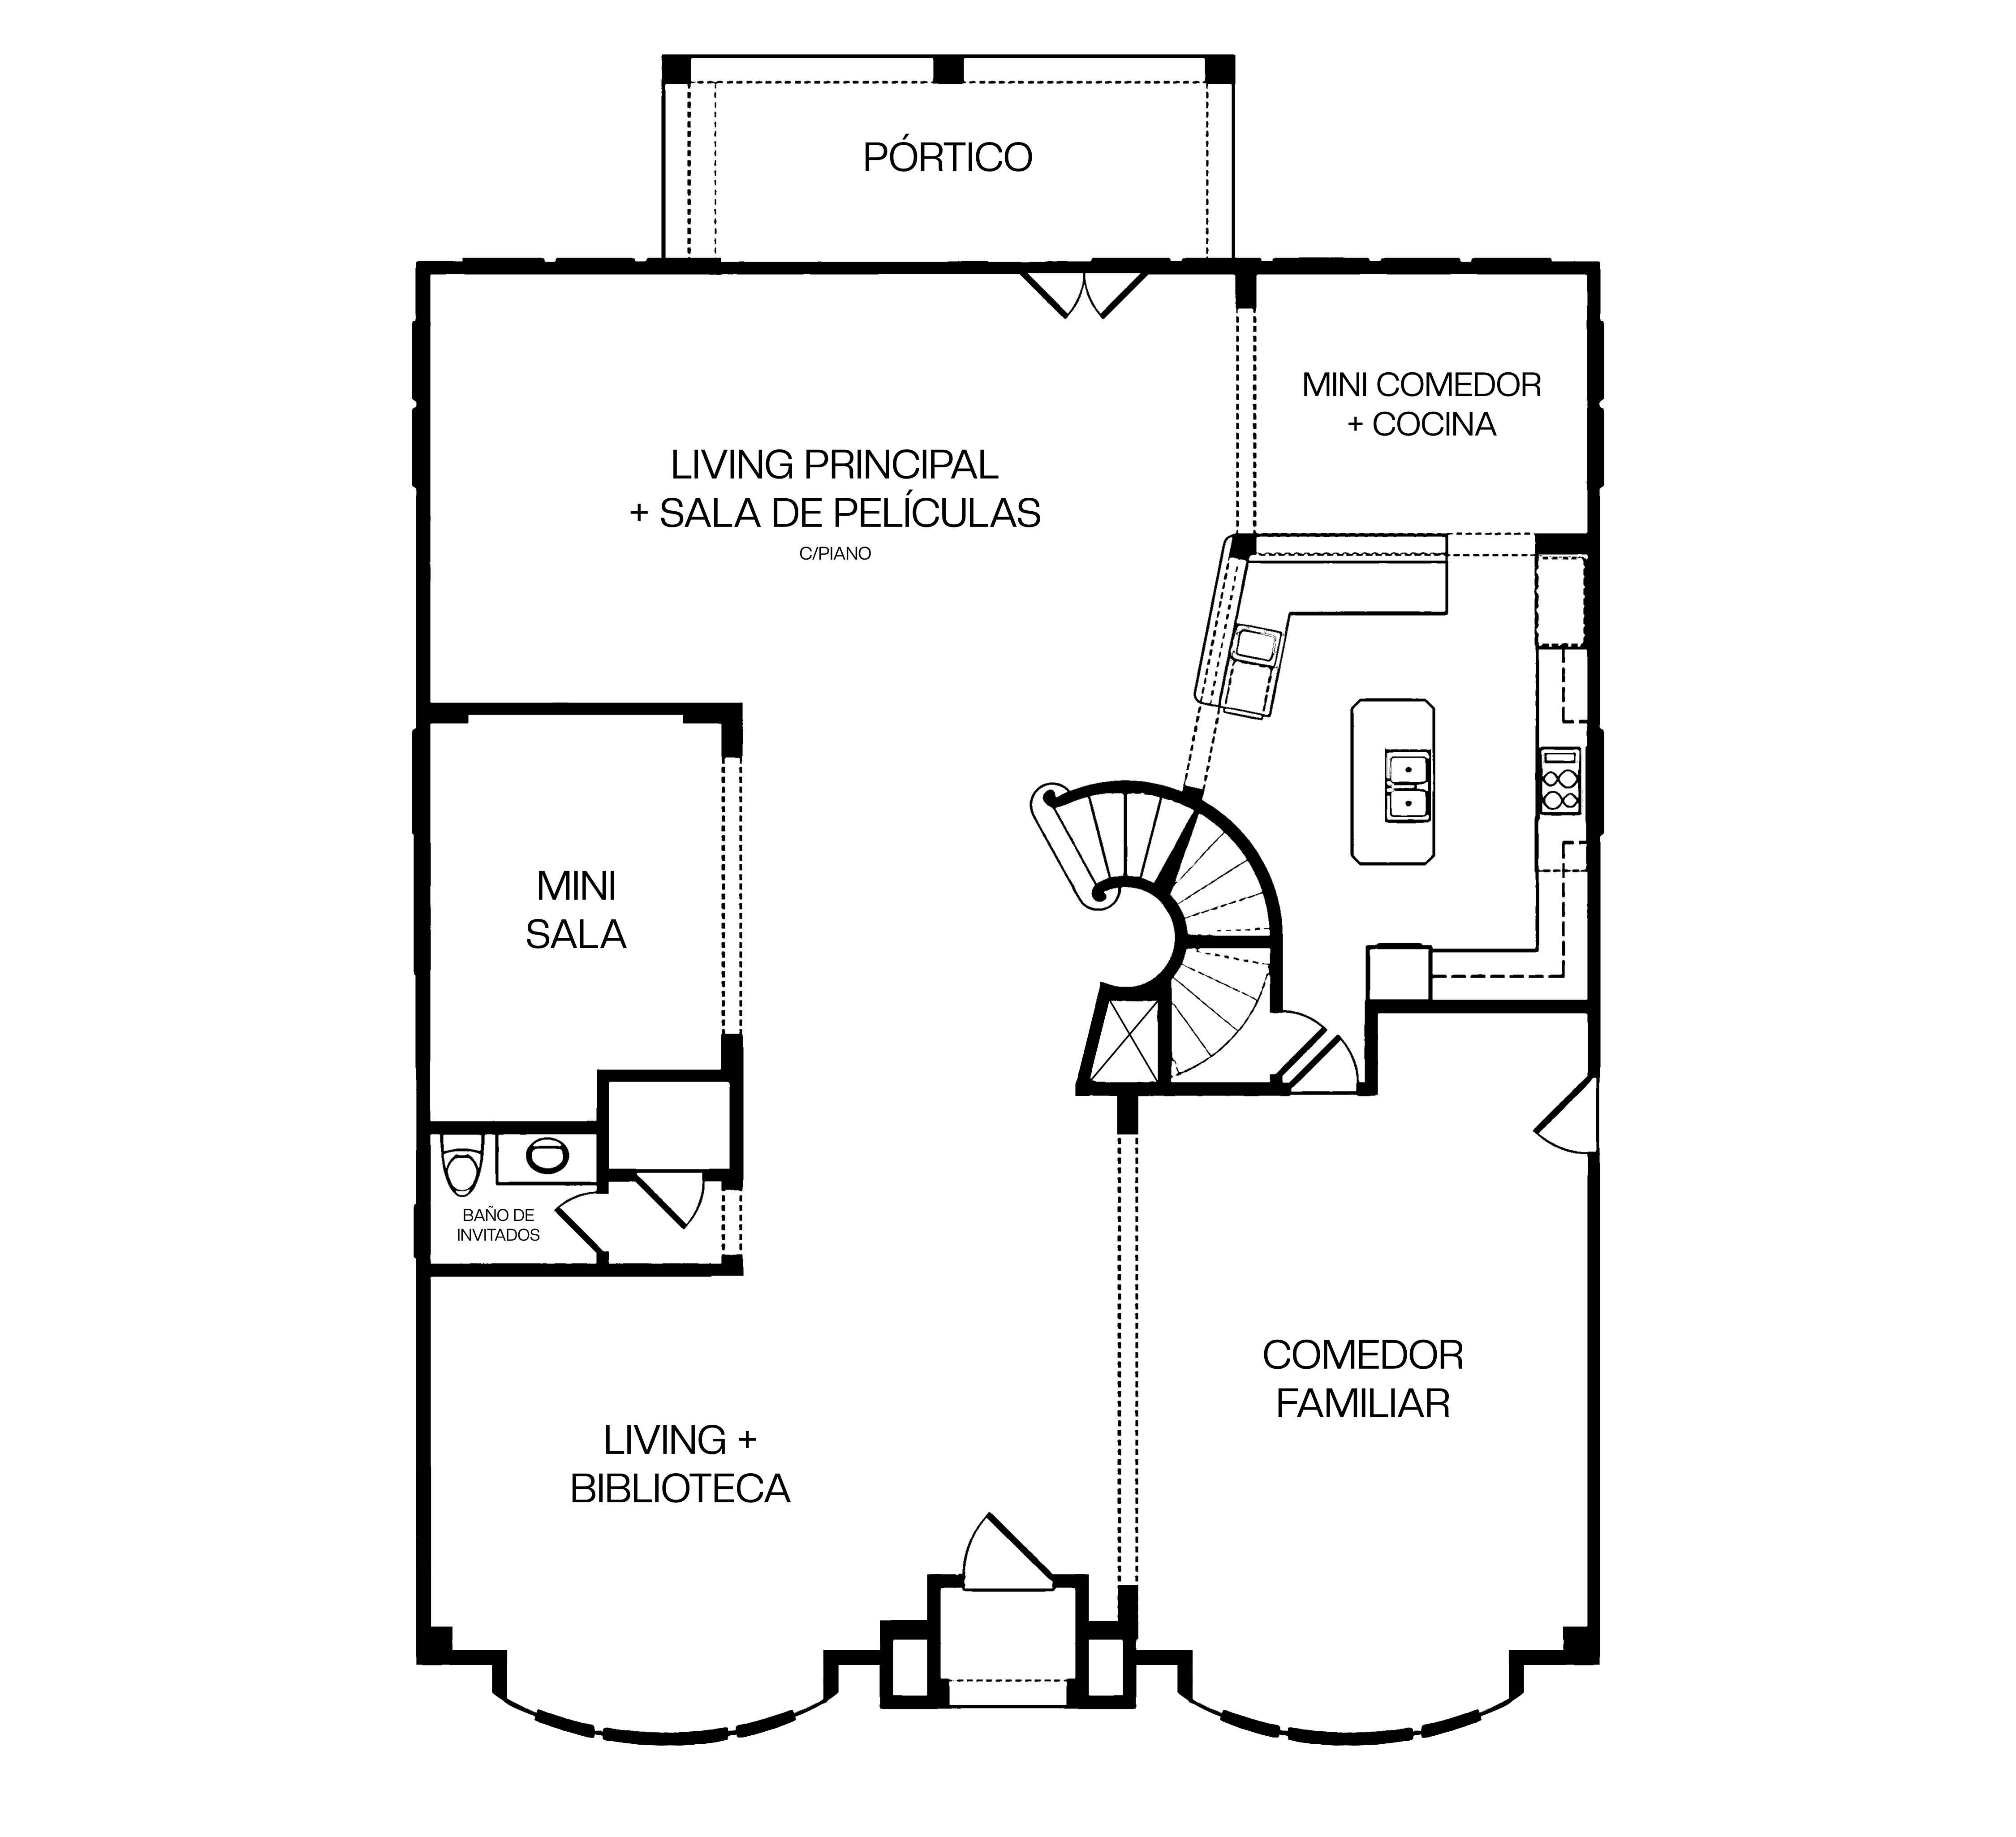 PÓRTICO
MINI COMEDOR
+ COCINA
LIVING PRINCIPAL
+ SALA DE PELÍCULAS
C/PIANO
MINI
SALA
BAÑO DE
INVITADOS
COMEDOR
FAMILIAR
LIVING +
BIBLIOTECA